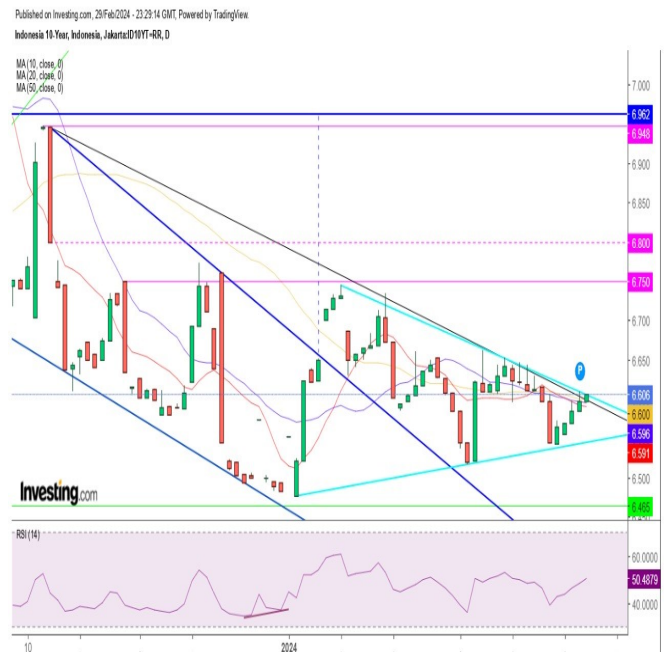 Published on Investing.com, 29/Feb/2024 - 23:29:14 GMT, Powered by TradingView.
Indonesia 10-Year, Indonesia, Jakarta:ID10YT=RR, D
MA (10, close, 0)
MA (20, close, 0)
MA (50, close, 0)
7.000
6.962
6.948
6.900
6.850
6.800
6.750
6.700
6.650
P
6.606
6.600
6.596
6.591
6.500
6.465
Investing.com
RSI (14)
60.0000
50.4879
40.0000
10
2024